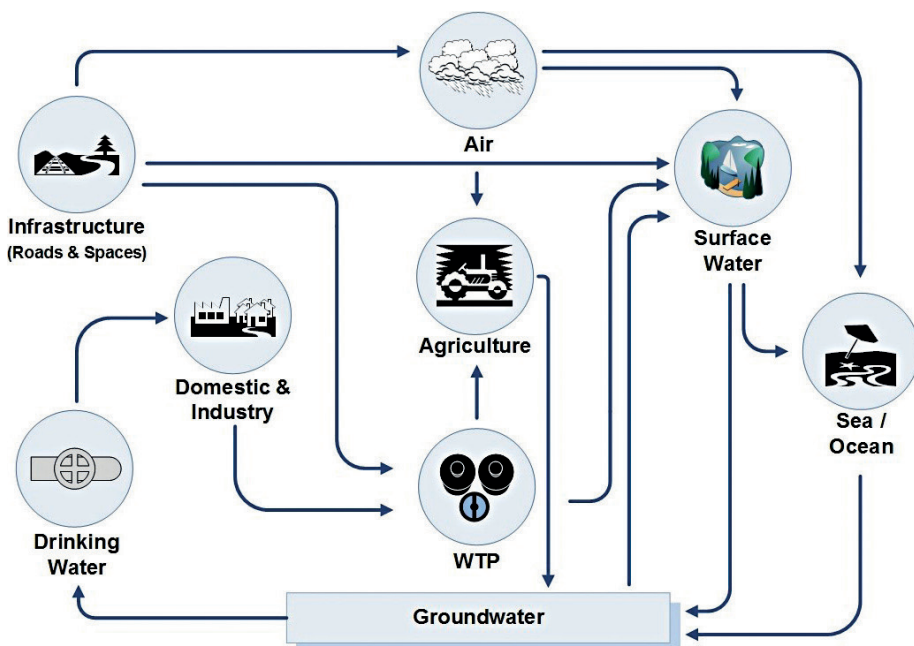 Air
Infrastructure
(Roads & Spaces)
Surface
Water
Agriculture
Domestic &
Industry
Sea /
Ocean
Drinking
Water
WTP
Groundwater